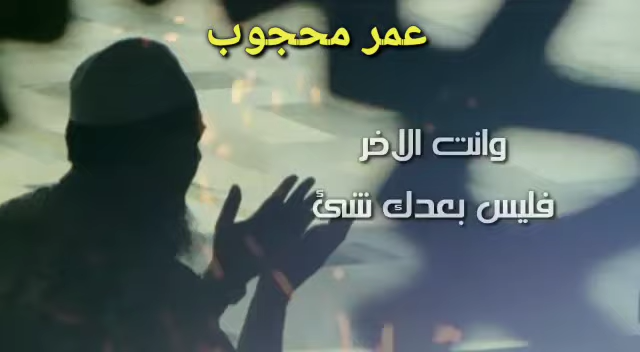 عمر محجوب
وانت الاخر
فليس بعدك شئ